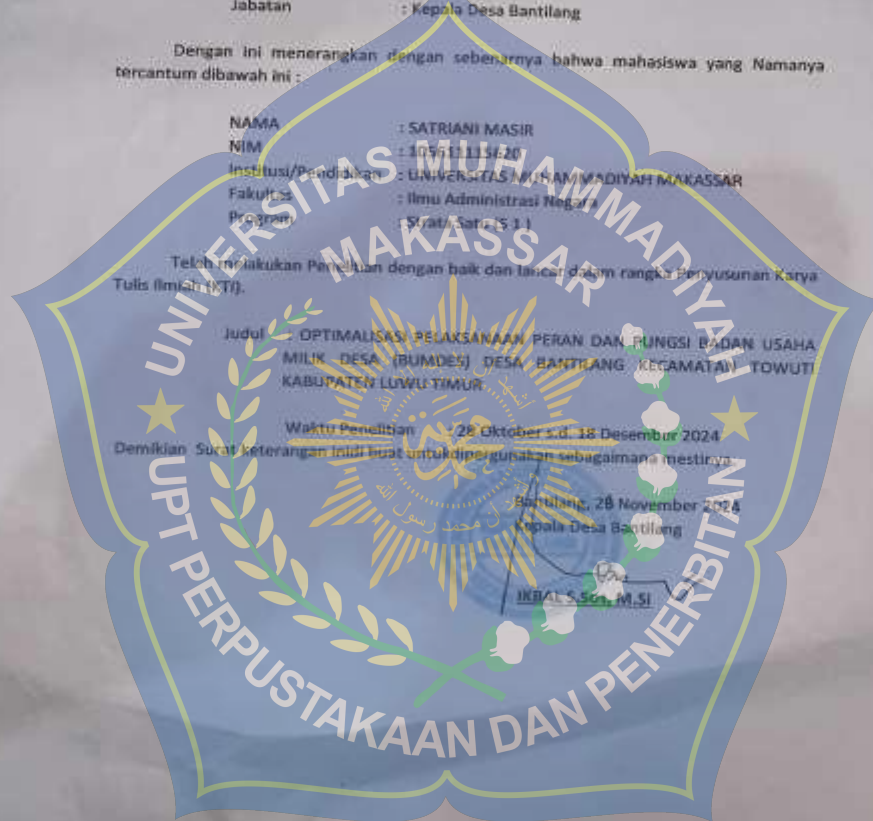 Jabatan : Kepala Desa Bantilang
Dengan ini menerangkan dengan sebenarnya bahwa mahasiswa yang Namanya
tercantum dibawah ini :
NAMA : SATRIANI MASIR
NIM : 105611115620
Institusi/Pendidikan : UNIVERSITAS MUHAMMADIYAH MAKASSAR
Fakultas : Ilmu Administrasi Negara
Program : Strata Satu (S 1 )
Telah melakukan Penelitian dengan baik dan lancar dalam rangka Penyusunan Karya
Tulis Ilmiah (KTI).
Judul : OPTIMALISASI PELAKSANAAN PERAN DAN FUNGSI BADAN USAHA
MILIK DESA (BUMDES) DESA BANTILANG KECAMATAN TOWUTI
KABUPATEN LUWU TIMUR
Waktu Penelitian : 28 Oktober s.d. 18 Desember 2024
Demikian Surat keterangan inidi buat untukdipergunakan sebagaimana mestinya.
Bantilang, 28 November 2024
Kepala Desa Bantilang
IKBAL S.Sos, M.SI
UNIVERSITAS MUHAMMADIYAH
MAKASSAR
UPT PERPUSTAKAAN DAN PENERBITAN